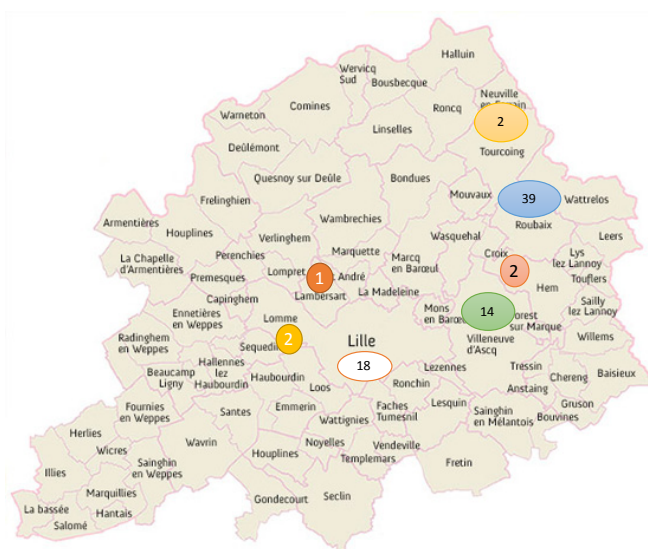 Halluin
Wervicq
Sud
Bousbecque
Neuville
Comines
Roncq
2
Warneton
Linselles
Deûlémont
Tourcoing
Quesnoy sur Deûle
Bondues
Mouvaux
39
Wattrelos
Frelinghien
Armentières
Houplines
Wambrechies
Roubaix
Verlinghem
Wasquehal
Leers
La Chapelle
d'Armentières
Perenchies
Marquette
Marcq
en Barœul
Croix
Lys
lez Lannoy
Premesques
Lompret
1
André
2
Toufflers
Capinghem
Lambersart
La Madeleine
Hem
Sailly
lez Lannoy
Ennetières
en Weppes
Lomme
Mons
en Barœul
14
sur Marque
Radinghem
en Weppes
Sequedin
2
Lille
Villeneuve
d'Ascq
Willems
Beaucamp
Ligny
Hallennes
lez
Haubourdin
18
Lezennes
Tressin
Baisieux
Haubourdin
Loos
Ronchin
Anstaing
Chereng
Fournies
en Weppes
Santes
Emmerin
Faches
Tumesnil
Lesquin
Sainghin
en Mélantois
Gruson
Bouvines
Herlies
Wattignies
Wicres
Wavrin
Noyelles
Vendeville
Illies
Sainghin
en Weppes
Houplines
Templemars
Fretin
Marquillies
La bassée
Hantais
Gondecourt
Seclin
Salomé